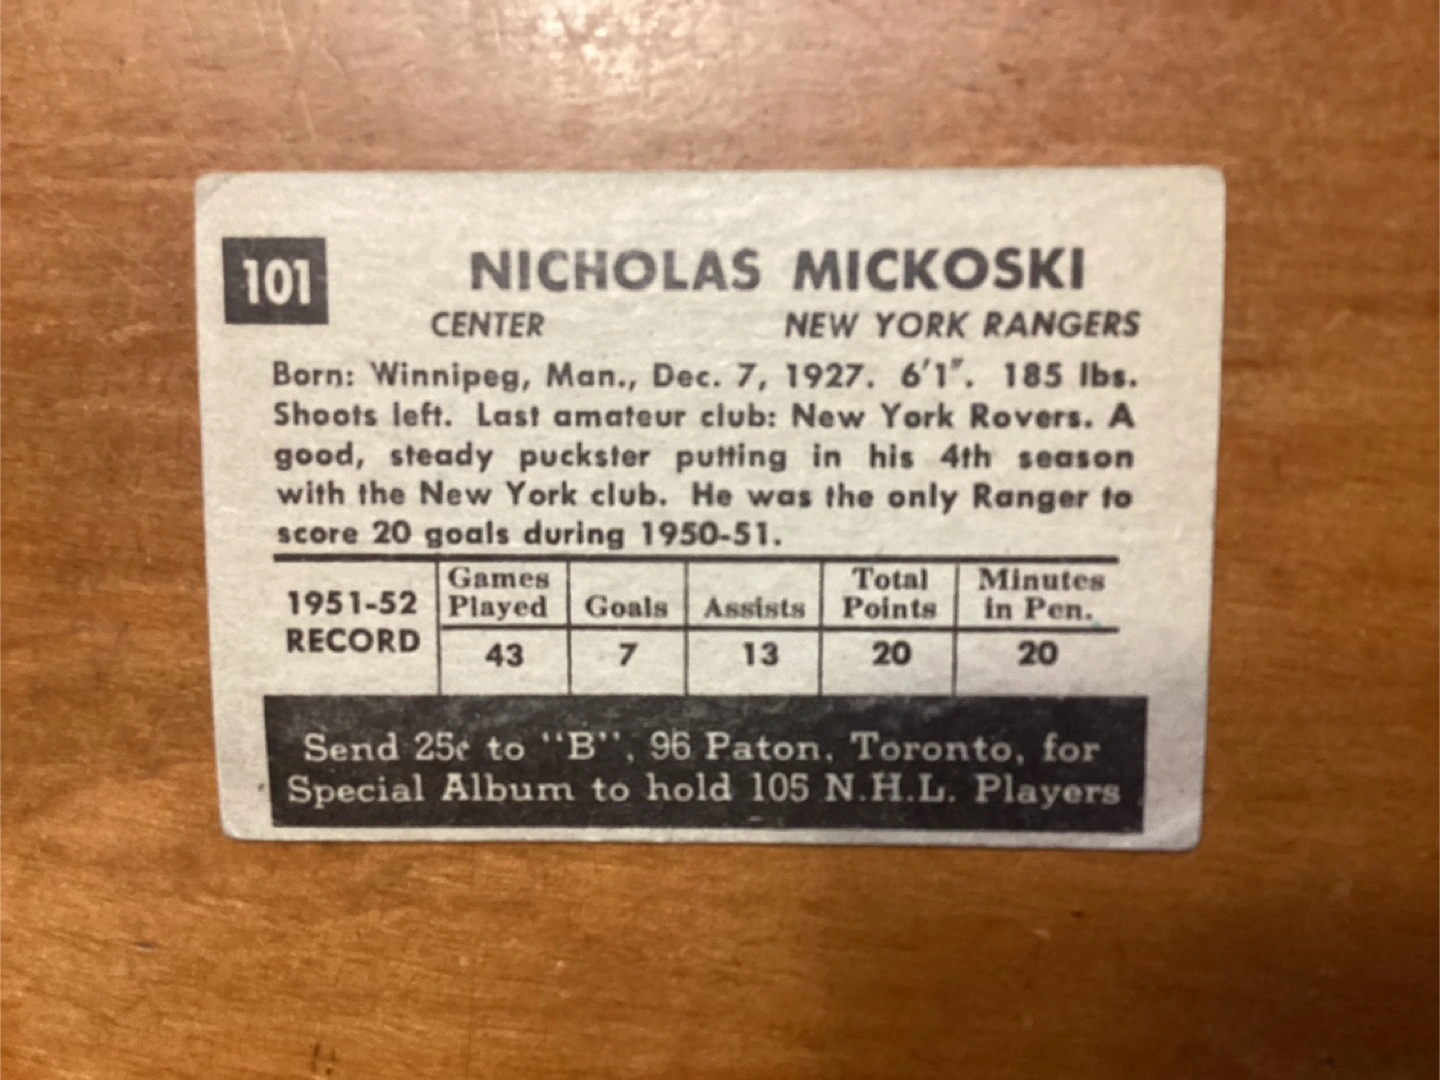 101
NICHOLAS MICKOSKI
CENTER NEW YORK RANGERS
Born: Winnipeg, Man., Dec. 7, 1927. 6'1". 185 lbs.
Shoots left. Last amateur club: New York Rovers. A
good, steady puckster putting in his 4th season
with the New York club. He was the only Ranger to
score 20 goals during 1950-51.
1951-52 RECORD
Games Played Goals Assists Total Points Minutes in Pen.
43 7 13 20 20
Send 25¢ to "B", 96 Paton, Toronto, for
Special Album to hold 105 N.H.L. Players